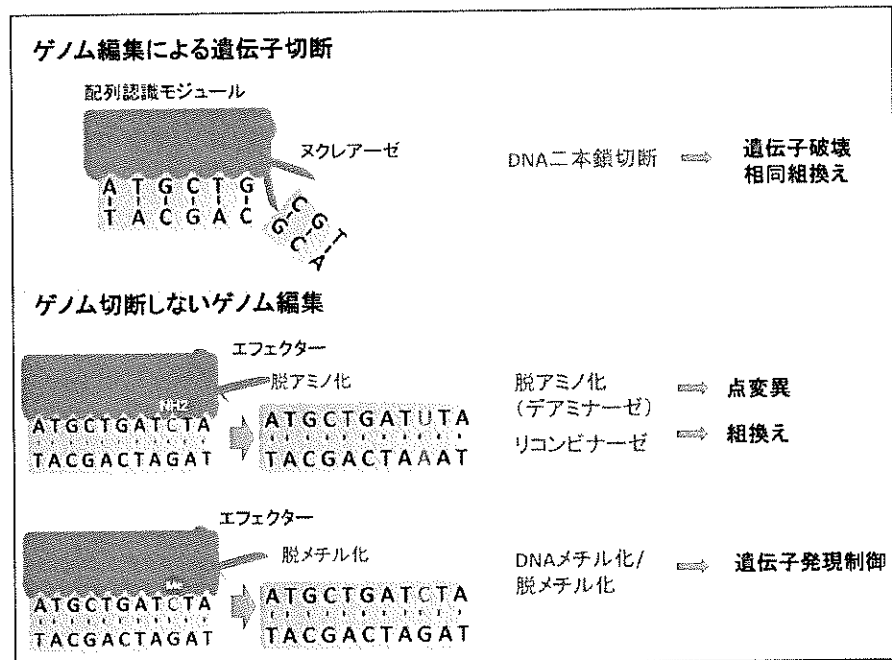 ゲノム編集による遺伝子切断
配列認識モジュール
ヌクレアーゼ
A T G C T G
T A C G A C
C G T
G C A
DNA二本鎖切断 ⇒ 遺伝子破壊
相同組換え
ゲノム切断しないゲノム編集
エフェクター
脱アミノ化
NH2
ATGCTGATCTA
TACGACTAGAT
ATGCTGATUTA
TACGACTAAAT
脱アミノ化
(デアミナーゼ)
⇒ 点変異
リコンビナーゼ ⇒ 組換え
エフェクター
脱メチル化
Me
ATGCTGATCTA
TACGACTAGAT
ATGCTGATCTA
TACGACTAGAT
DNAメチル化/
脱メチル化
⇒ 遺伝子発現制御